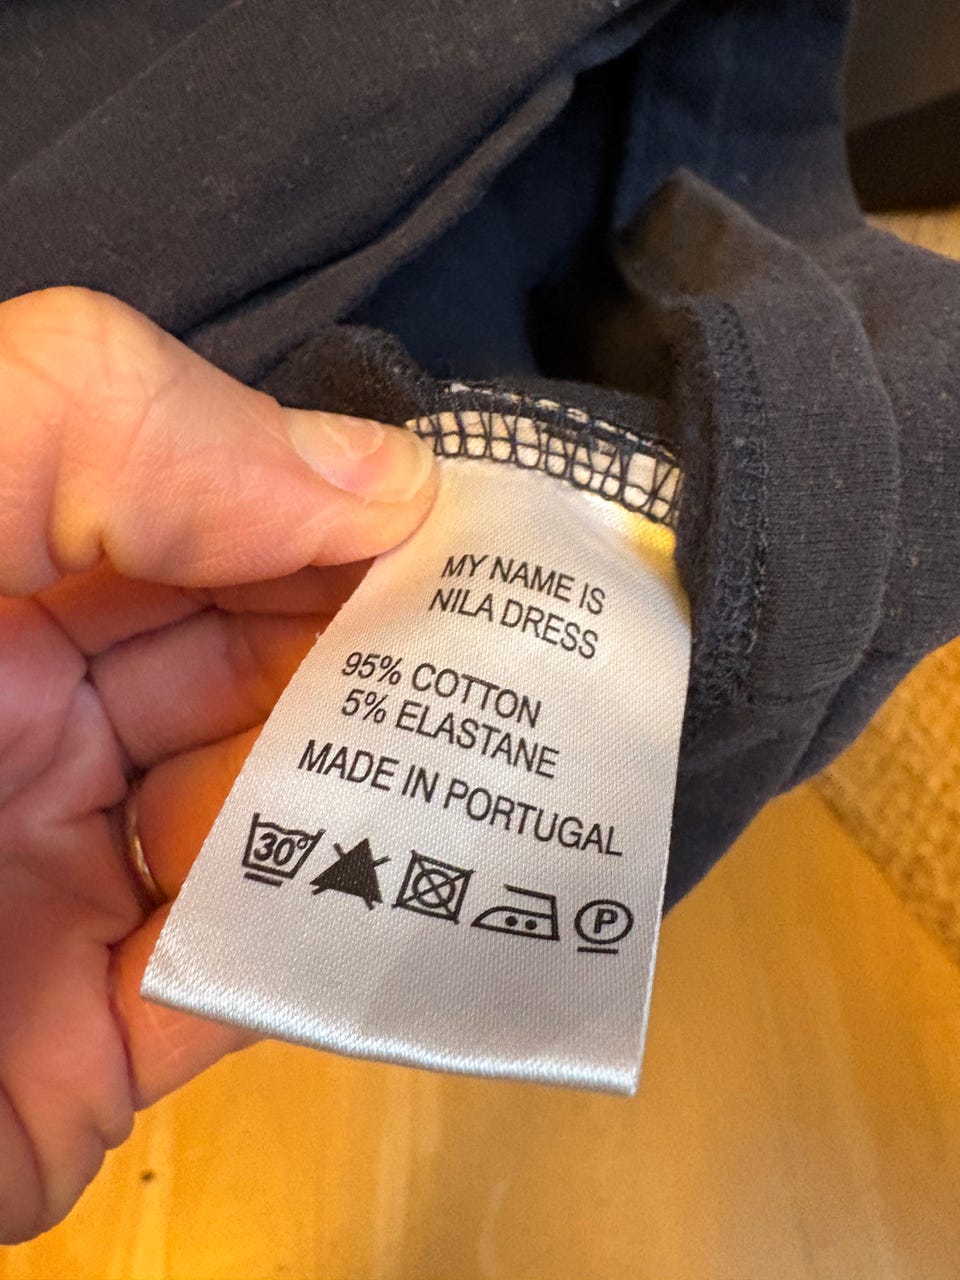 MY NAME IS
NILA DRESS
95% COTTON
5% ELASTANE
MADE IN PORTUGAL
30° P